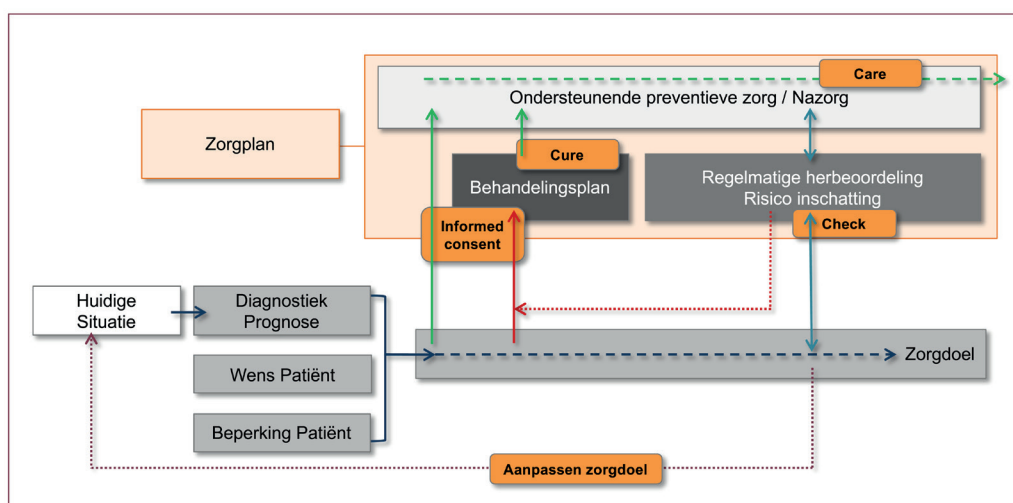 Care
Ondersteunende preventieve zorg / Nazorg
Zorgplan
Cure
Behandelingsplan
Regelmatige herbeoordeling
Risico inschatting
Informed
consent
Check
Huidige
Situatie
Diagnostiek
Prognose
Zorgdoel
Wens Patiënt
Beperking Patiënt
Aanpassen zorgdoel